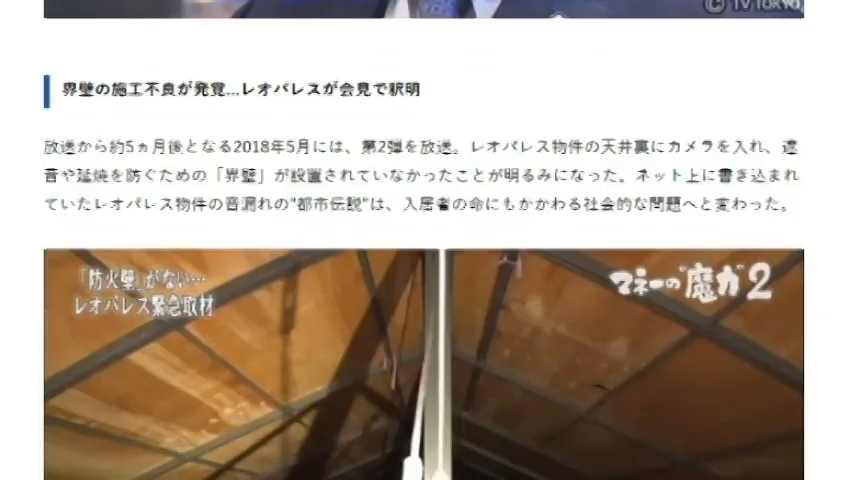 © TV TOKYO
界壁の施工不良が発覚…レオパレスが会見で釈明
放送から約5ヵ月後となる2018年5月には、第2弾を放送。レオパレス物件の天井裏にカメラを入れ、遮
音や延焼を防ぐための「界壁」が設置されていなかったことが明るみになった。ネット上に書き込まれ
ていたレオパレス物件の音漏れの"都市伝説"は、入居者の命にもかかわる社会的な問題へと変わった。
「防火壁」がない…
レオパレス緊急取材
マネーの"魔力"2